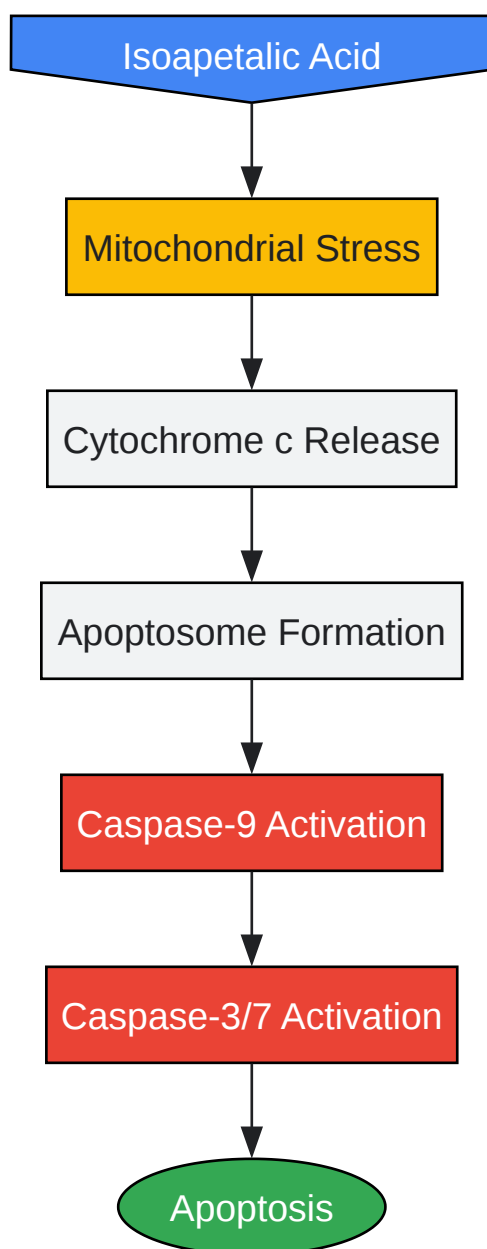 Isoapetalic Acid
Mitochondrial Stress
Cytochrome c Release
Apoptosome Formation
Caspase-9 Activation
Caspase-3/7 Activation
Apoptosis